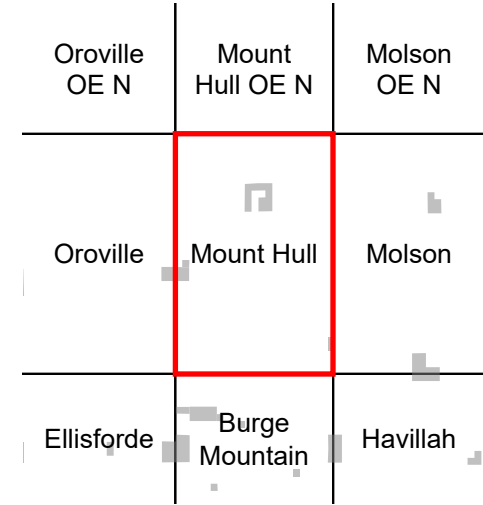 Oroville
OE N
Mount
Hull OE N
Molson
OE N
Oroville
Mount Hull
Molson
Ellisforde
Burge
Mountain
Havillah